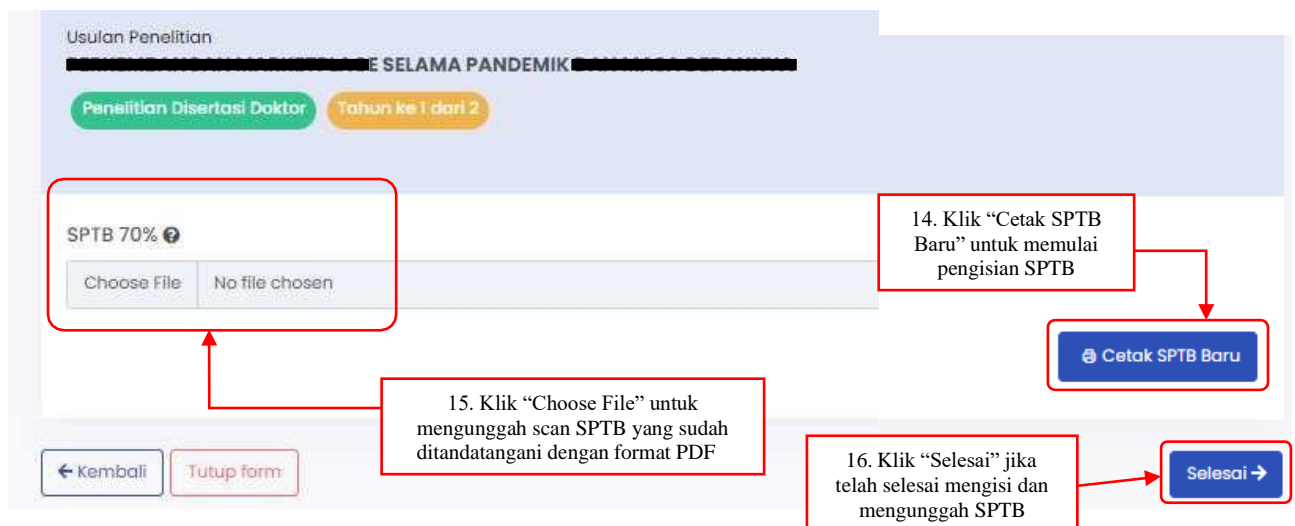 Usulan Penelitian
E SELAMA PANDEMIK
Penelitian Disertasi Doktor
Tahun ke 1 dari 2
SPTB 70%
Choose File
No file chosen
14. Klik “Cetak SPTB
Baru” untuk memulai
pengisian SPTB
Cetak SPTB Baru
15. Klik “Choose File” untuk
mengunggah scan SPTB yang sudah
ditandatangani dengan format PDF
Kembali
Tutup form
16. Klik “Selesai” jika
telah selesai mengisi dan
mengunggah SPTB
Selesai